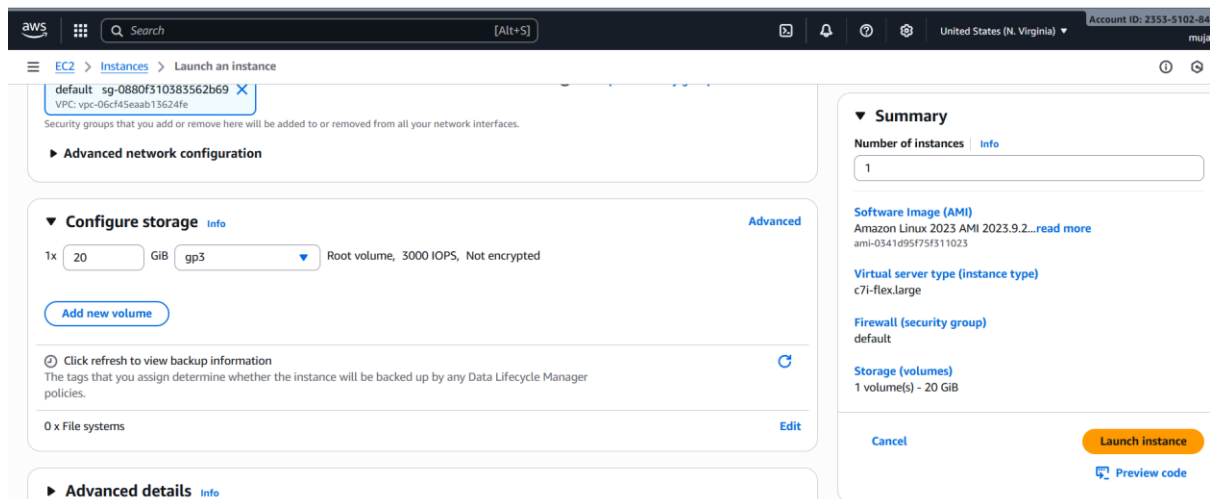 aws
Search
[Alt+S]
United States (N. Virginia)
Account ID: 2353-5102-84
muja
EC2 > Instances > Launch an instance
default sg-0880f310383562b69
VPC: vpc-06cf45eaab13624fe
Security groups that you add or remove here will be added to or removed from all your network interfaces.
Advanced network configuration
Configure storage Info
Advanced
1x 20 GiB gp3 Root volume, 3000 IOPS, Not encrypted
Add new volume
Click refresh to view backup information
The tags that you assign determine whether the instance will be backed up by any Data Lifecycle Manager
policies.
0 x File systems
Edit
Advanced details Info
Summary
Number of instances Info
1
Software Image (AMI)
Amazon Linux 2023 AMI 2023.9.2...read more
ami-0341d95f75f311023
Virtual server type (instance type)
c7i-flex.large
Firewall (security group)
default
Storage (volumes)
1 volume(s) - 20 GiB
Cancel
Launch instance
Preview code